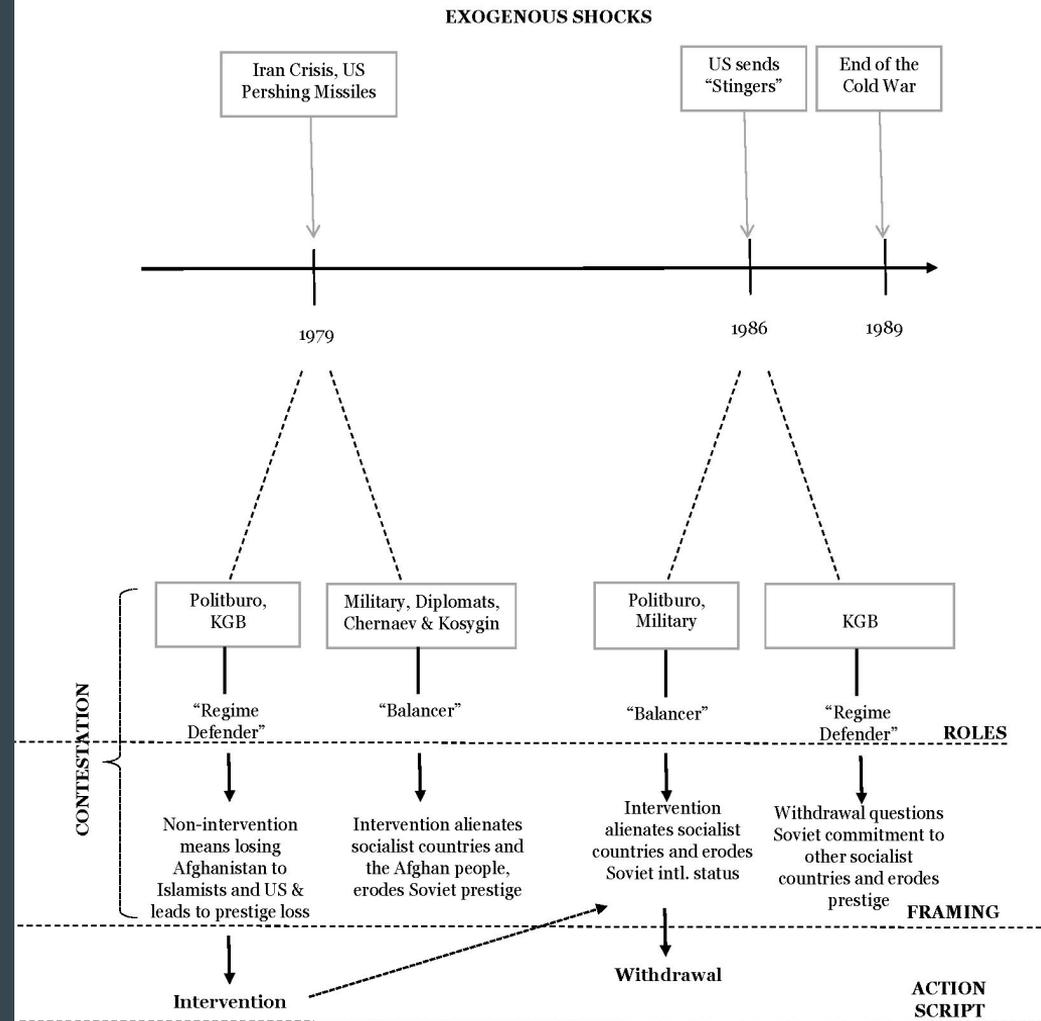 EXOGENOUS SHOCKS
Iran Crisis, US
Pershing Missiles
US sends
“Stingers”
End of the
Cold War
1979
1986
1989
CONTESTATION
Politburo,
KGB
Military, Diplomats,
Chernaev & Kosygin
Politburo,
Military
KGB
“Regime
Defender”
“Balancer”
“Balancer”
“Regime
Defender”
ROLES
Non-intervention
means losing
Afghanistan to
Islamists and US &
leads to prestige loss
Intervention alienates
socialist countries and
the Afghan people,
erodes Soviet prestige
Intervention
alienates socialist
countries and erodes
Soviet intl. status
Withdrawal questions
Soviet commitment to
other socialist
countries and erodes
prestige
FRAMING
Intervention
Withdrawal
ACTION
SCRIPT